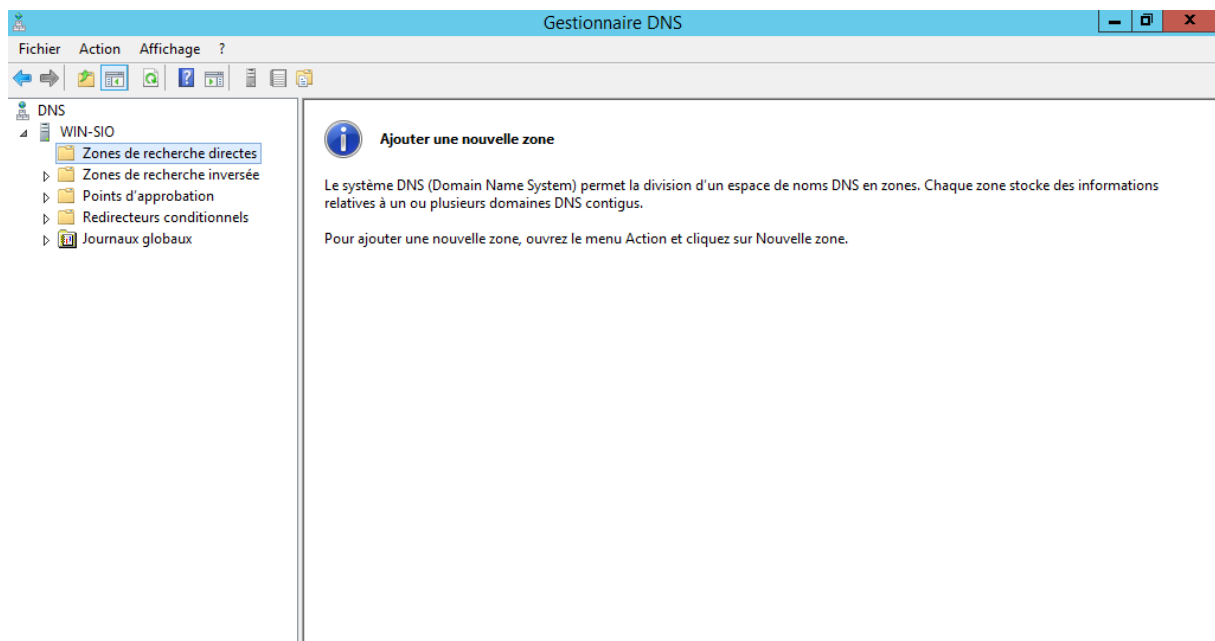 Gestionnaire DNS
Fichier Action Affichage ?
DNS
WIN-SIO
Zones de recherche directes
Zones de recherche inversée
Points d'approbation
Redirecteurs conditionnels
Journaux globaux
Ajouter une nouvelle zone
Le système DNS (Domain Name System) permet la division d'un espace de noms DNS en zones. Chaque zone stocke des informations
relatives à un ou plusieurs domaines DNS contigus.
Pour ajouter une nouvelle zone, ouvrez le menu Action et cliquez sur Nouvelle zone.